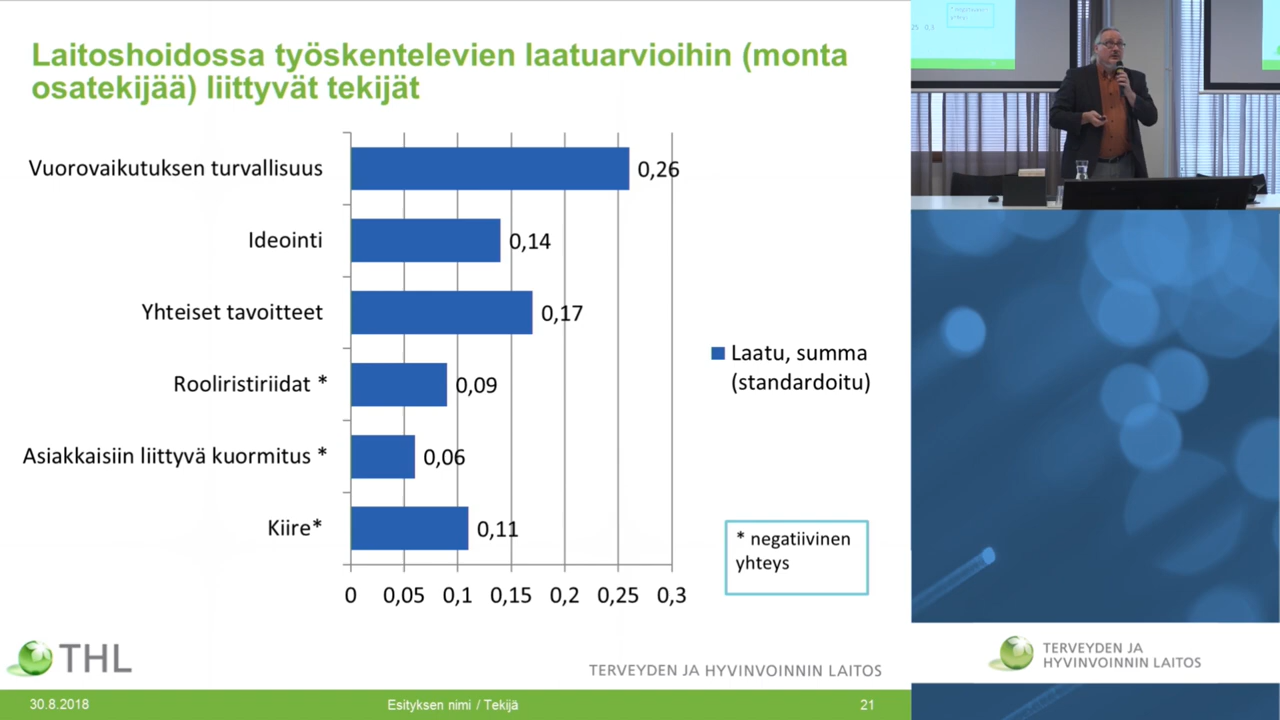 Laitoshoidossa työskentelevien laatuarvioihin (monta
osatekijää) liittyvät tekijät
Vuorovaikutuksen turvallisuus
0,26
Ideointi
0,14
Yhteiset tavoitteet
0,17
Rooliristiriidat *
0,09
Asiakkaisiin liittyvä kuormitus *
0,06
Kiire*
0,11
0 0,05 0,1 0,15 0,2 0,25 0,3
Laatu, summa
(standardoitu)
* negatiivinen
yhteys
THL
TERVEYDEN JA HYVINVOINNIN LAITOS
30.8.2018
Esityksen nimi / Tekijä
21
TERVEYDEN JA
HYVINVOINNIN LAITOS